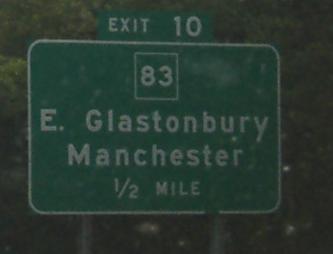 EXIT 10
83
E. Glastonbury
Manchester
1/2 MILE